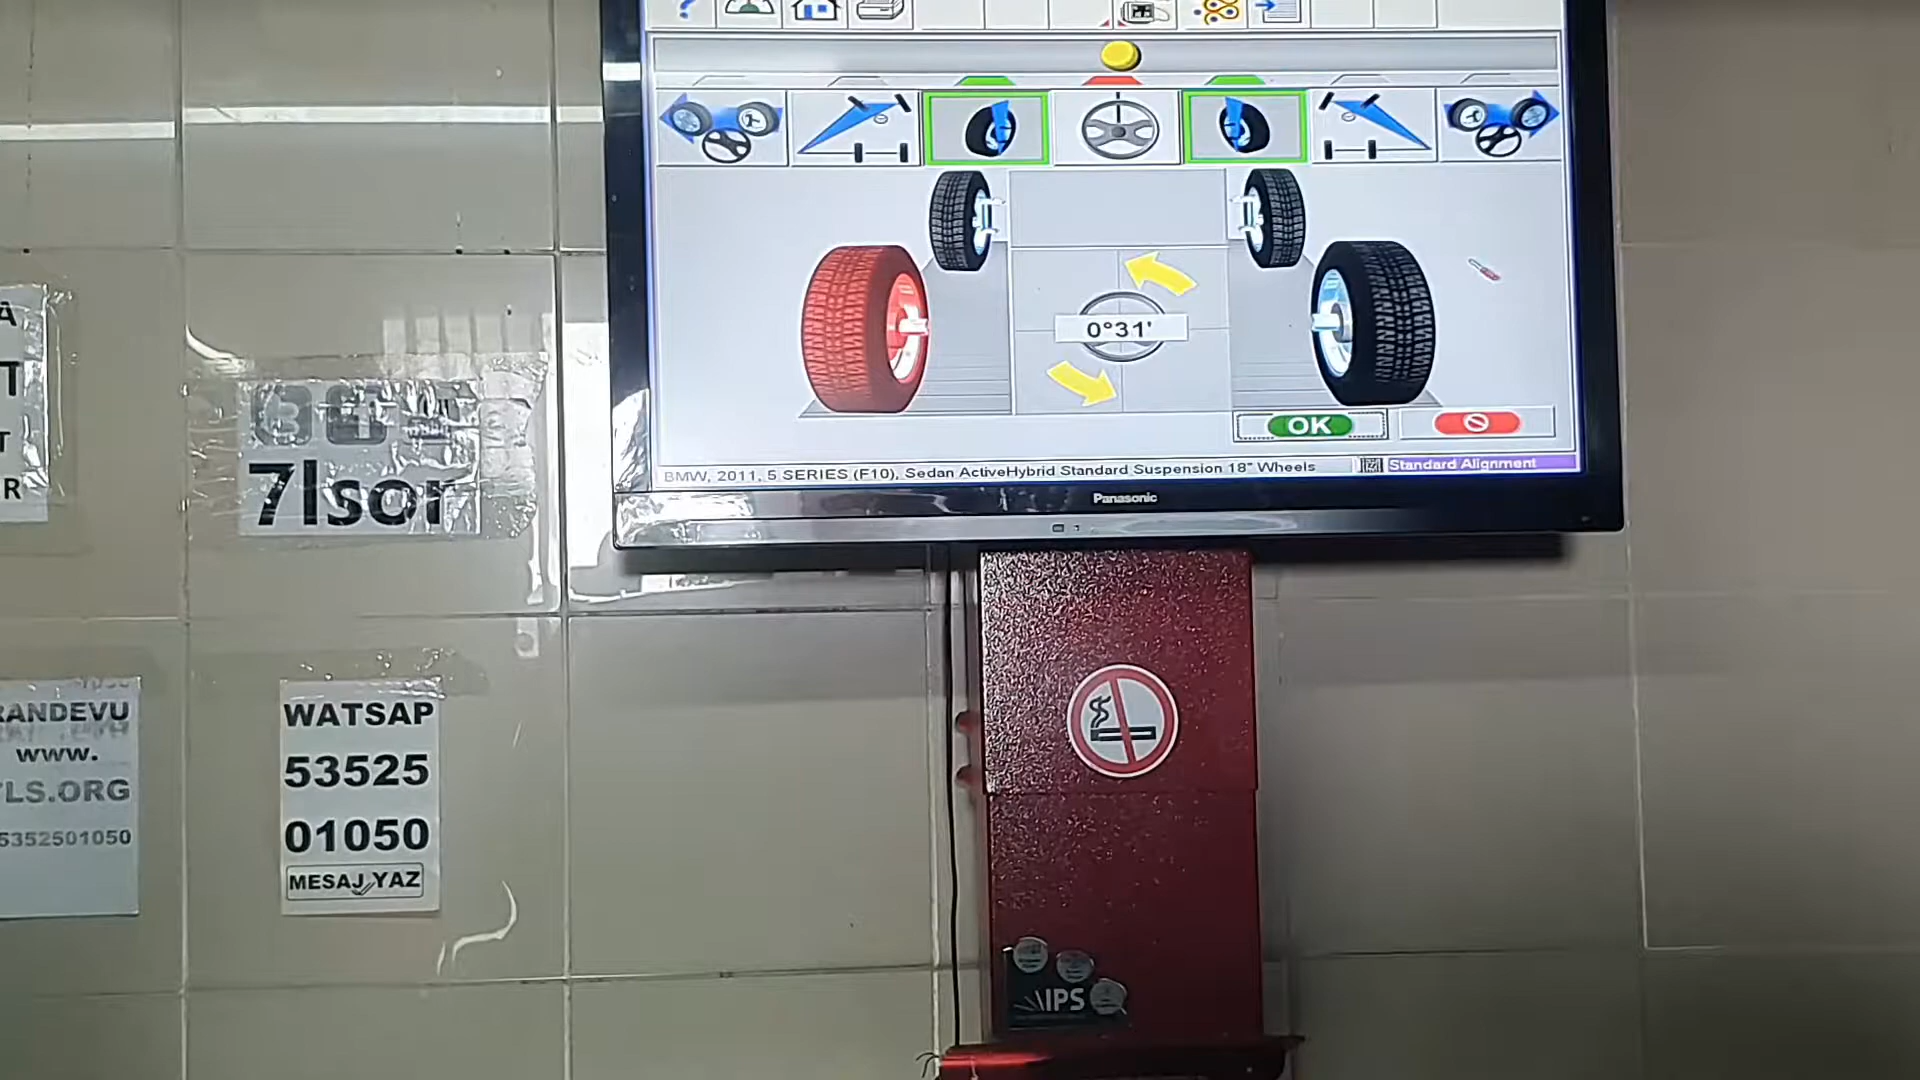 0°31'
OK
BMW, 2011, 5 SERIES (F10), Sedan ActiveHybrid Standard Suspension 18" Wheels
Standard Alignment
Panasonic
A
T
T
R
7lsor
RANDEVU
www.
TLS.ORG
5352501050
WATSAP
53525
01050
MESAJ YAZ
IPS